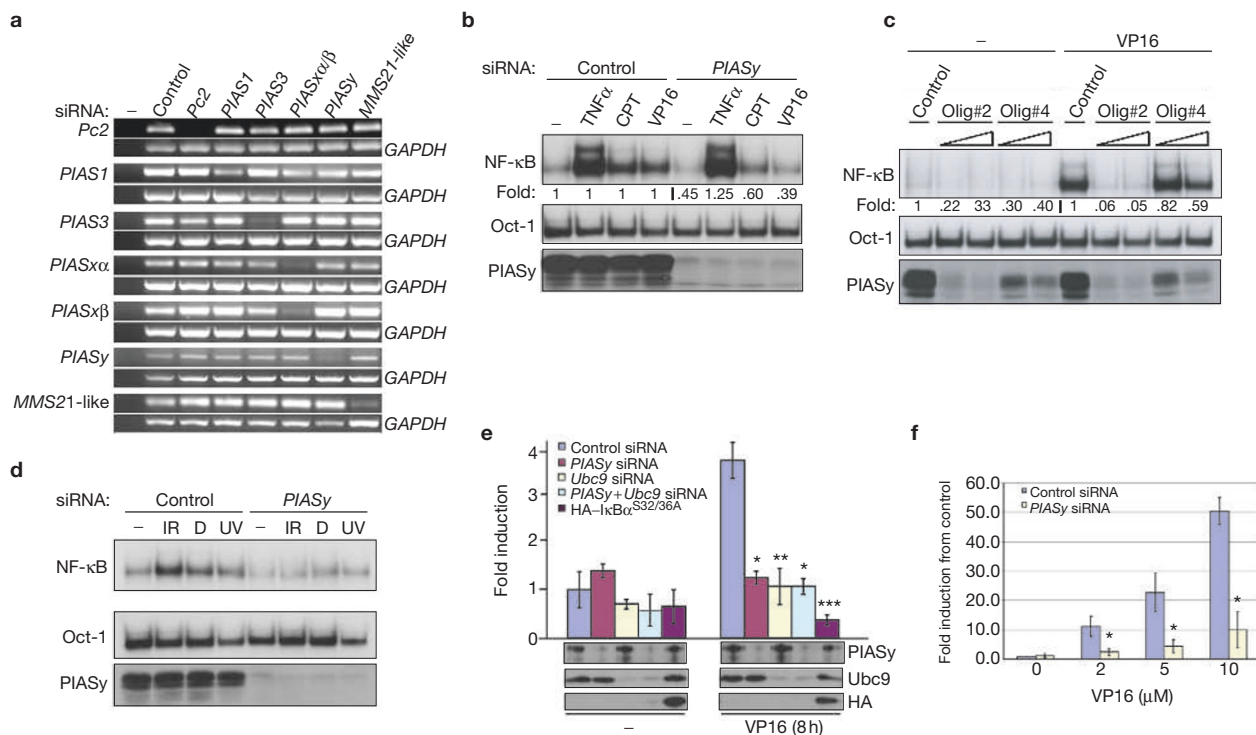 a
siRNA: – Control Pc2 PIAS1 PIAS3 PIASxα/β PIASy MMS21-like
Pc2
GAPDH
PIAS1
GAPDH
PIAS3
GAPDH
PIASxα
GAPDH
PIASxβ
GAPDH
PIASy
GAPDH
MMS21-like
GAPDH
b
siRNA: Control PIASy
– TNFα CPT VP16 – TNFα CPT VP16
NF-κB
Fold: 1 1 1 1 .45 1.25 .60 .39
Oct-1
PIASy
c
– VP16
Control Olig#2 Olig#4 Control Olig#2 Olig#4
NF-κB
Fold: 1 .22 .33 .30 .40 1 .06 .05 .82 .59
Oct-1
PIASy
d
siRNA: Control PIASy
– IR D UV – IR D UV
NF-κB
Oct-1
PIASy
e
Fold induction
4
3
2
1
0
Control siRNA
PIASy siRNA
Ubc9 siRNA
PIASy+Ubc9 siRNA
HA–IκBα^S32/36A
* ** * ***
PIASy
Ubc9
HA
– VP16 (8 h)
f
Fold induction from control
60.0
50.0
40.0
30.0
20.0
10.0
0.0
Control siRNA
PIASy siRNA
* * *
0 2 5 10
VP16 (μM)